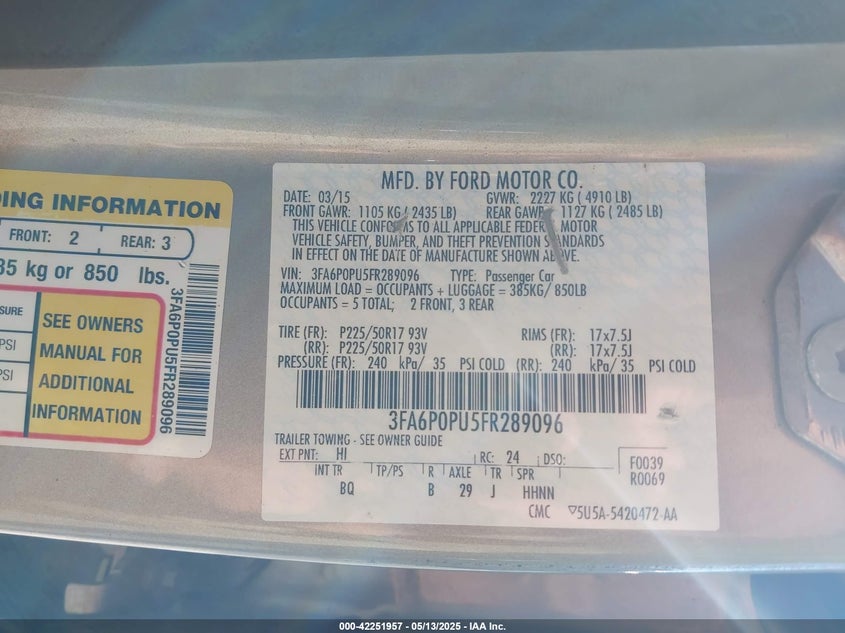 DING INFORMATION
FRONT: 2 REAR: 3
85 kg or 850 lbs.
SURE
PSI
PSI
SEE OWNERS
MANUAL FOR
ADDITIONAL
INFORMATION
3FA6P0PU5FR289096
MFD. BY FORD MOTOR CO.
DATE: 03/15 GVWR: 2227 KG ( 4910 LB)
FRONT GAWR: 1105 KG ( 2435 LB) REAR GAWR: 1127 KG ( 2485 LB)
THIS VEHICLE CONFORMS TO ALL APPLICABLE FEDERAL MOTOR
VEHICLE SAFETY, BUMPER, AND THEFT PREVENTION STANDARDS
IN EFFECT ON THE DATE OF MANUFACTURE SHOWN ABOVE.
VIN: 3FA6P0PU5FR289096 TYPE: Passenger Car
MAXIMUM LOAD = OCCUPANTS + LUGGAGE = 385KG/ 850LB
OCCUPANTS = 5 TOTAL; 2 FRONT, 3 REAR
TIRE (FR): P225/50R17 93V RIMS (FR): 17x7.5J
(RR): P225/50R17 93V (RR): 17x7.5J
PRESSURE (FR): 240 kPa/ 35 PSI COLD (RR): 240 kPa/ 35 PSI COLD
3FA6P0PU5FR289096
TRAILER TOWING - SEE OWNER GUIDE
EXT PNT: HI RC: 24 DSO: F0039
R0069
INT TR TP/PS R AXLE TR SPR
BQ B 29 J HHNN
CMC ▽5U5A-5420472-AA
000-42251957 - 05/13/2025 - IAA Inc.